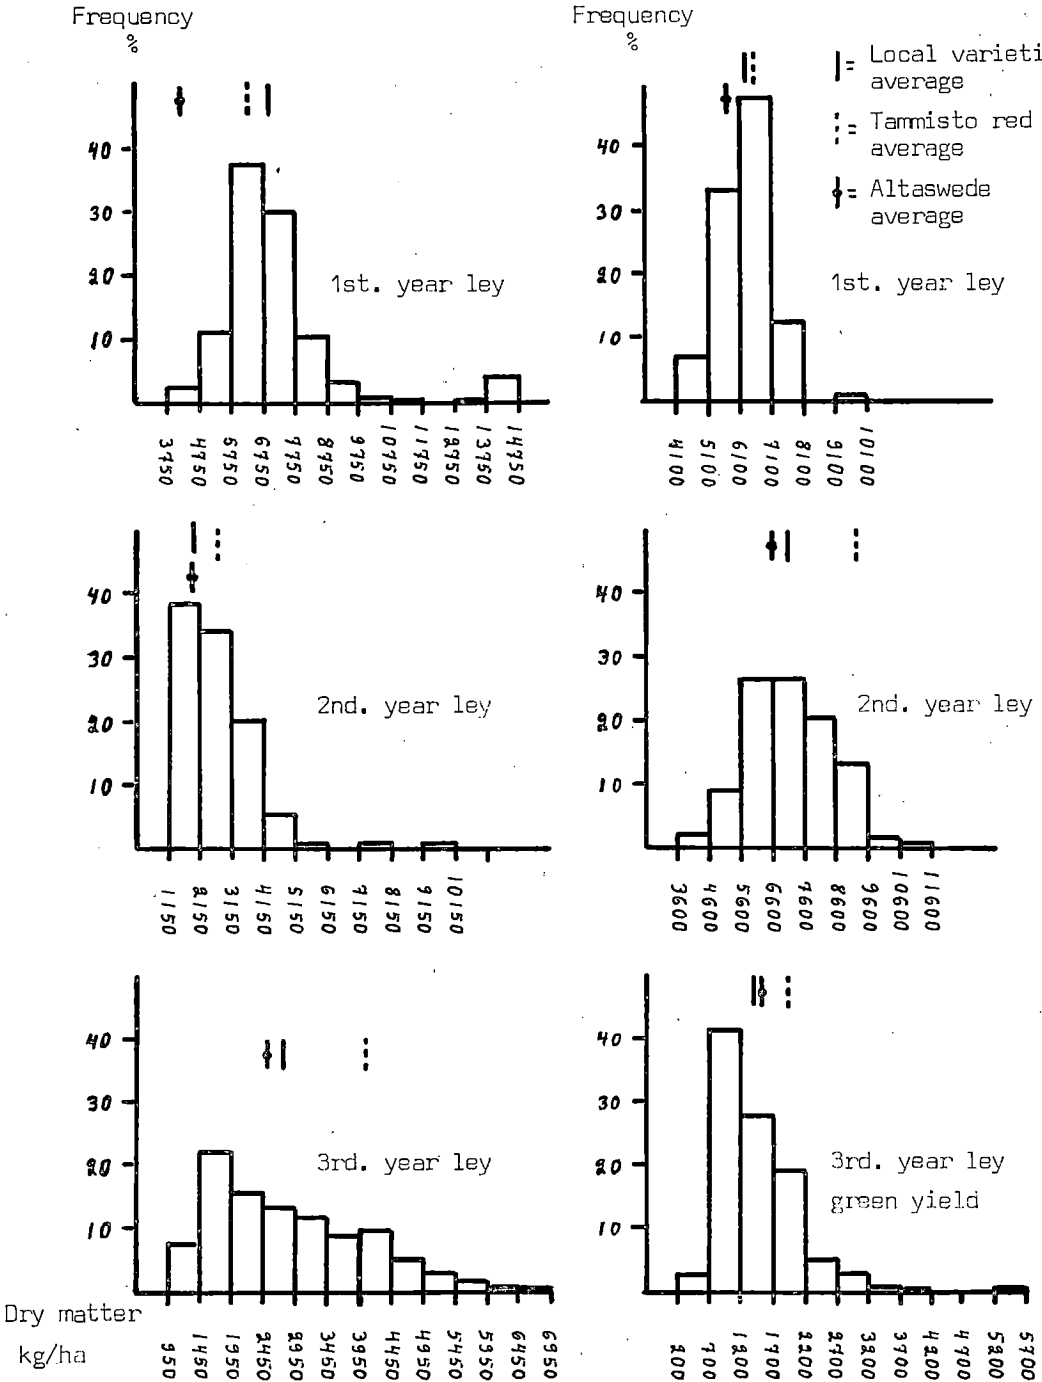 Frequency
%
40
30
20
10
1st. year ley
3750 4750 6750 6750 7750 8750 9750 10750 11750 12750 13750 14750
Frequency
%
Local varieti
average
Tammisto red
average
Altaswede
average
40
30
20
10
1st. year ley
4100 5100 6100 7100 8100 9100 10100
40
30
20
10
2nd. year ley
1150 2150 3150 4150 5150 6150 7150 8150 9150 10150
40
30
20
10
2nd. year ley
3600 4600 5600 6600 7600 8600 9600 10600 11600
40
30
20
10
3rd. year ley
Dry matter
kg/ha
950 1450 1950 2450 2950 3450 3950 4450 4950 5450 5950 6450 6950
40
30
20
10
3rd. year ley
green yield
200 700 1200 1700 2200 2700 3200 3700 4200 4700 5200 5700